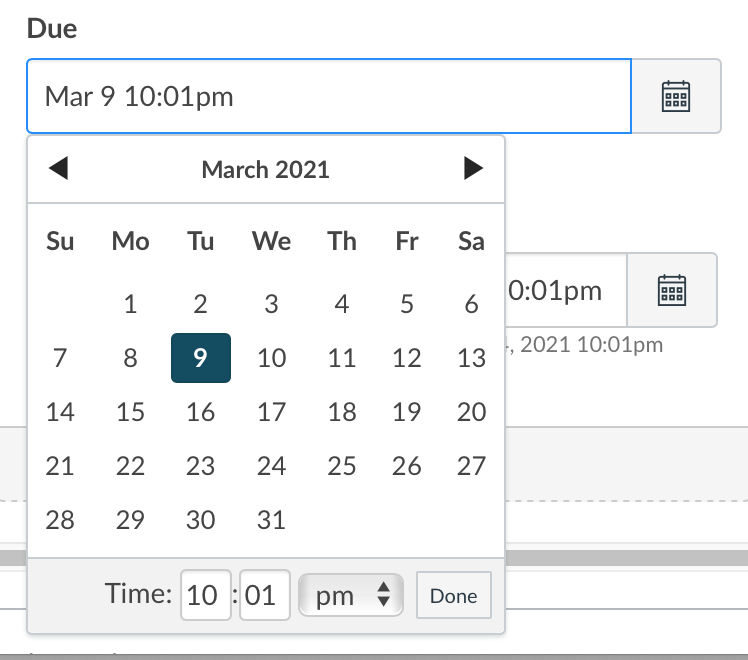 Due
Mar 9 10:01pm
March 2021
Su Mo Tu We Th Fr Sa
1 2 3 4 5 6
7 8 9 10 11 12 13
14 15 16 17 18 19 20
21 22 23 24 25 26 27
28 29 30 31
Time: 10 : 01 pm Done
0:01pm
, 2021 10:01pm